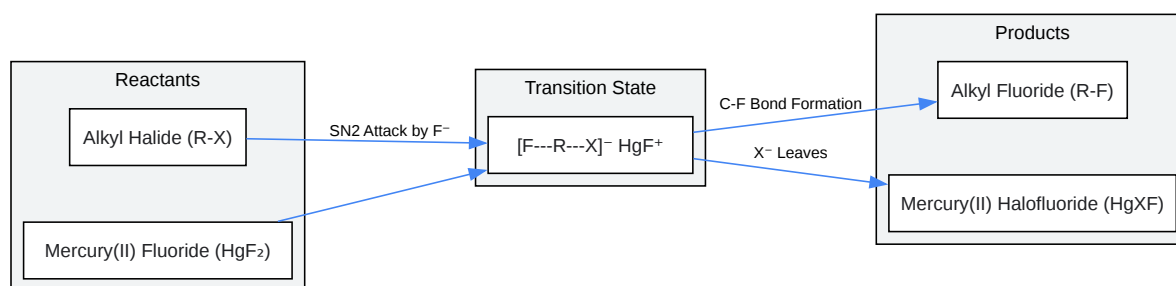 Reactants
Alkyl Halide (R-X)
Mercury(II) Fluoride (HgF₂)
SN2 Attack by F⁻
Transition State
[F---R---X]⁻ HgF⁺
C-F Bond Formation
X⁻ Leaves
Products
Alkyl Fluoride (R-F)
Mercury(II) Halofluoride (HgXF)